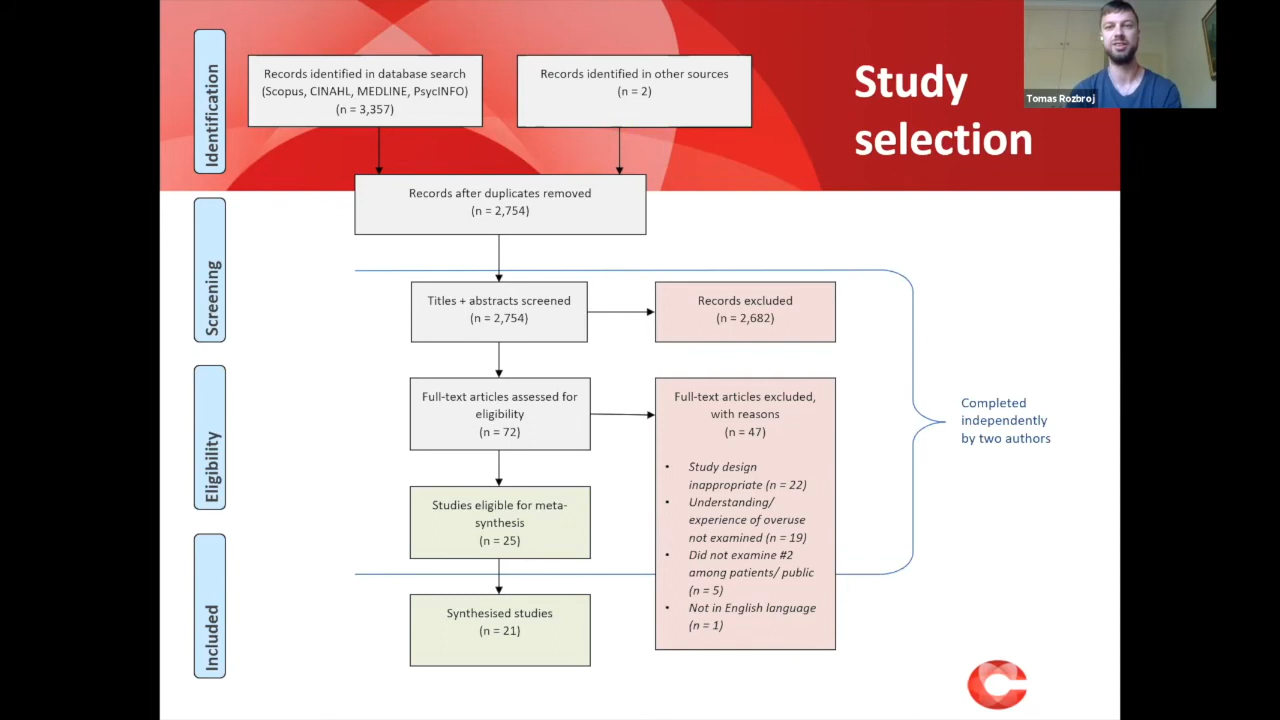 Study
selection
Tomas Rozbroj
Identification
Records identified in database search
(Scopus, CINAHL, MEDLINE, PsycINFO)
(n = 3,357)
Records identified in other sources
(n = 2)
Records after duplicates removed
(n = 2,754)
Screening
Titles + abstracts screened
(n = 2,754)
Records excluded
(n = 2,682)
Eligibility
Full-text articles assessed for
eligibility
(n = 72)
Full-text articles excluded,
with reasons
(n = 47)
• Study design
inappropriate (n = 22)
• Understanding/
experience of overuse
not examined (n = 19)
• Did not examine #2
among patients/ public
(n = 5)
• Not in English language
(n = 1)
Studies eligible for meta-
synthesis
(n = 25)
Included
Synthesised studies
(n = 21)
Completed
independently
by two authors